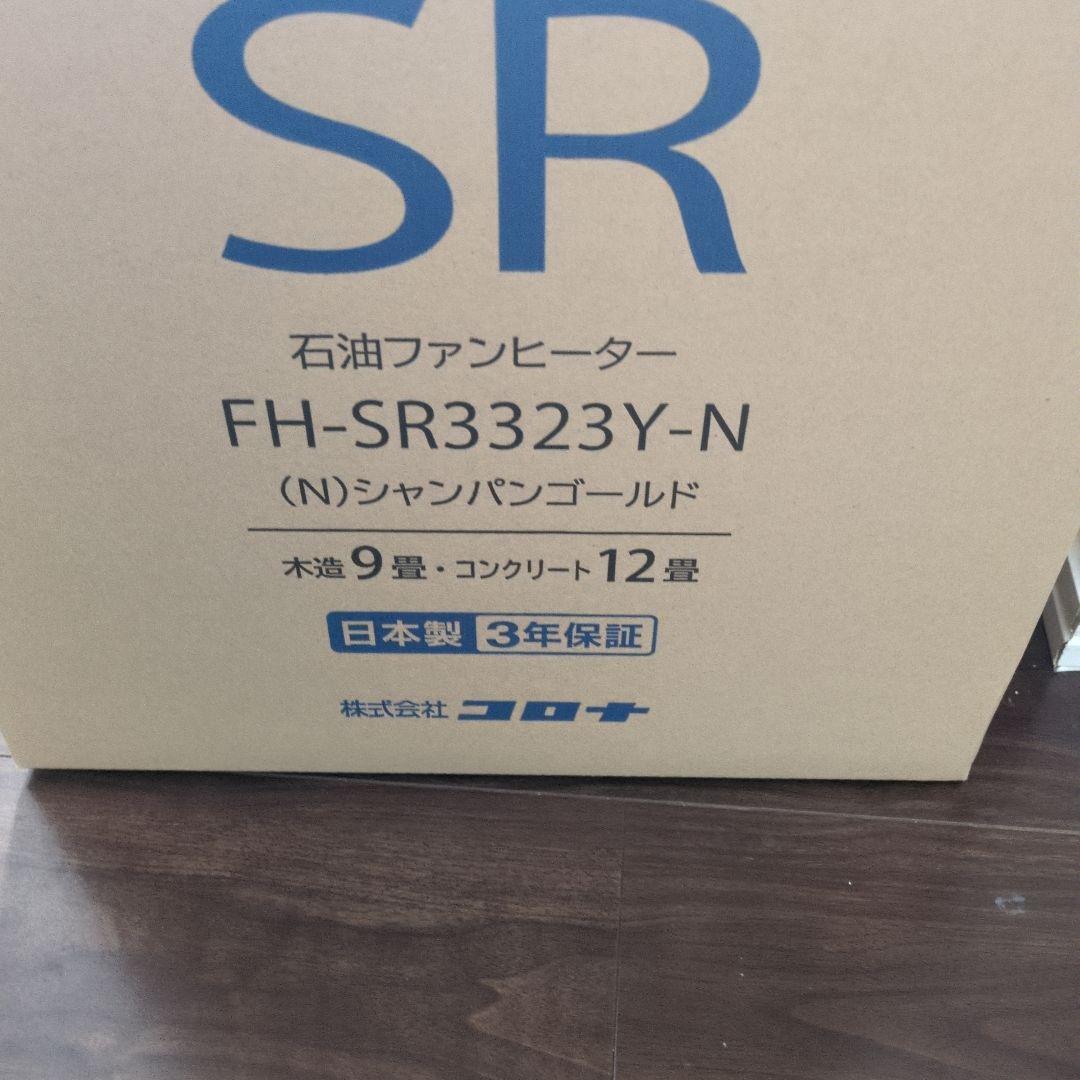 SR
石油ファンヒーター
FH-SR3323Y-N
(N)シャンパンゴールド
木造9畳・コンクリート12畳
日本製 3年保証
株式会社 コロナ